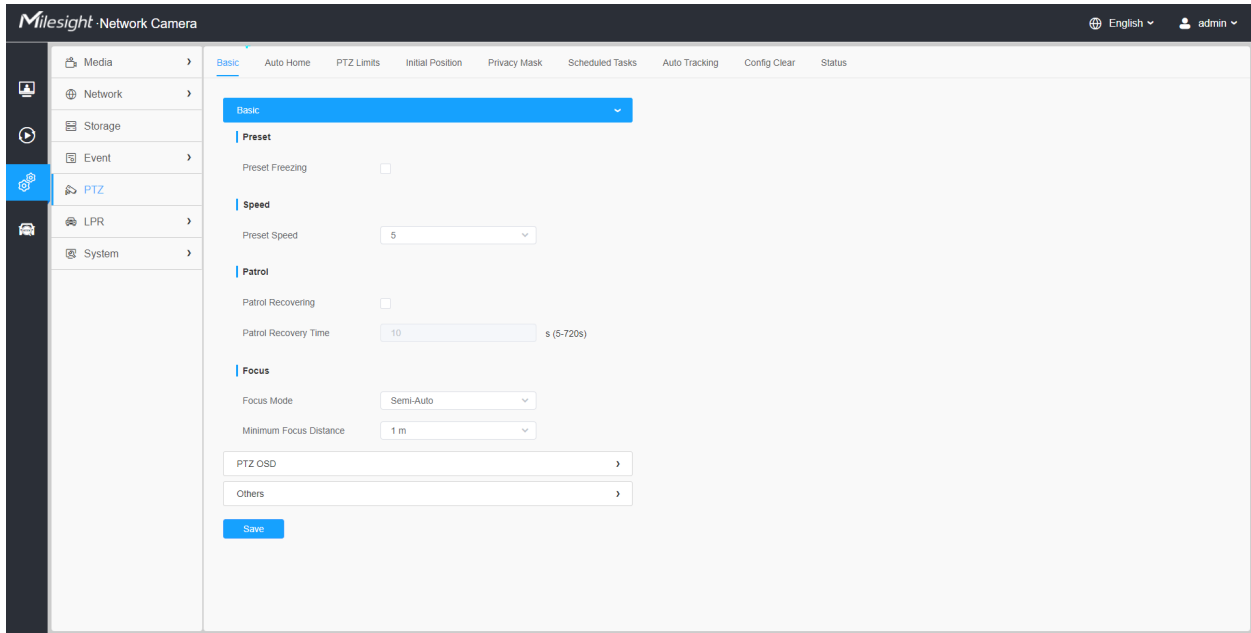 Milesight · Network Camera
English
admin
Media
Network
Storage
Event
PTZ
LPR
System
Basic Auto Home PTZ Limits Initial Position Privacy Mask Scheduled Tasks Auto Tracking Config Clear Status
Basic
Preset
Preset Freezing
Speed
Preset Speed 5
Patrol
Patrol Recovering
Patrol Recovery Time 10 s (5-720s)
Focus
Focus Mode Semi-Auto
Minimum Focus Distance 1 m
PTZ OSD
Others
Save